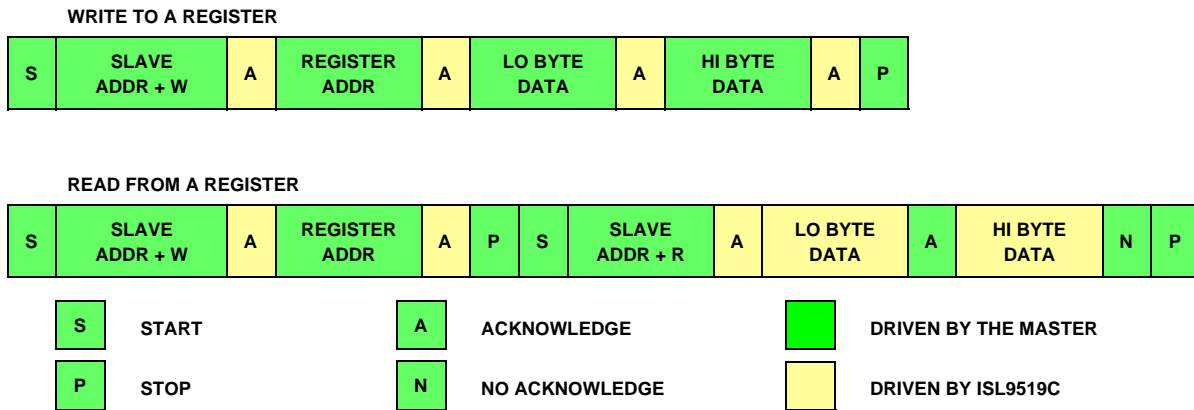 WRITE TO A REGISTER
S SLAVE ADDR + W A REGISTER ADDR A LO BYTE DATA A HI BYTE DATA A P
READ FROM A REGISTER
S SLAVE ADDR + W A REGISTER ADDR A P S SLAVE ADDR + R A LO BYTE DATA A HI BYTE DATA N P
S START A ACKNOWLEDGE DRIVEN BY THE MASTER
P STOP N NO ACKNOWLEDGE DRIVEN BY ISL9519C